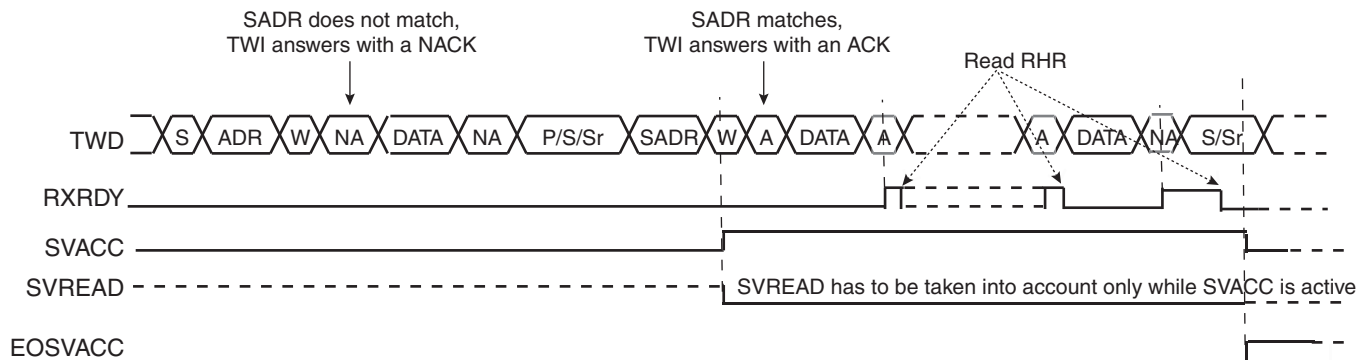 SADR does not match,
TWI answers with a NACK
SADR matches,
TWI answers with an ACK
Read RHR
TWD S ADR W NA DATA NA P/S/Sr SADR W A DATA A A DATA NA S/Sr
RXRDY
SVACC
SVREAD SVREAD has to be taken into account only while SVACC is active
EOSVACC